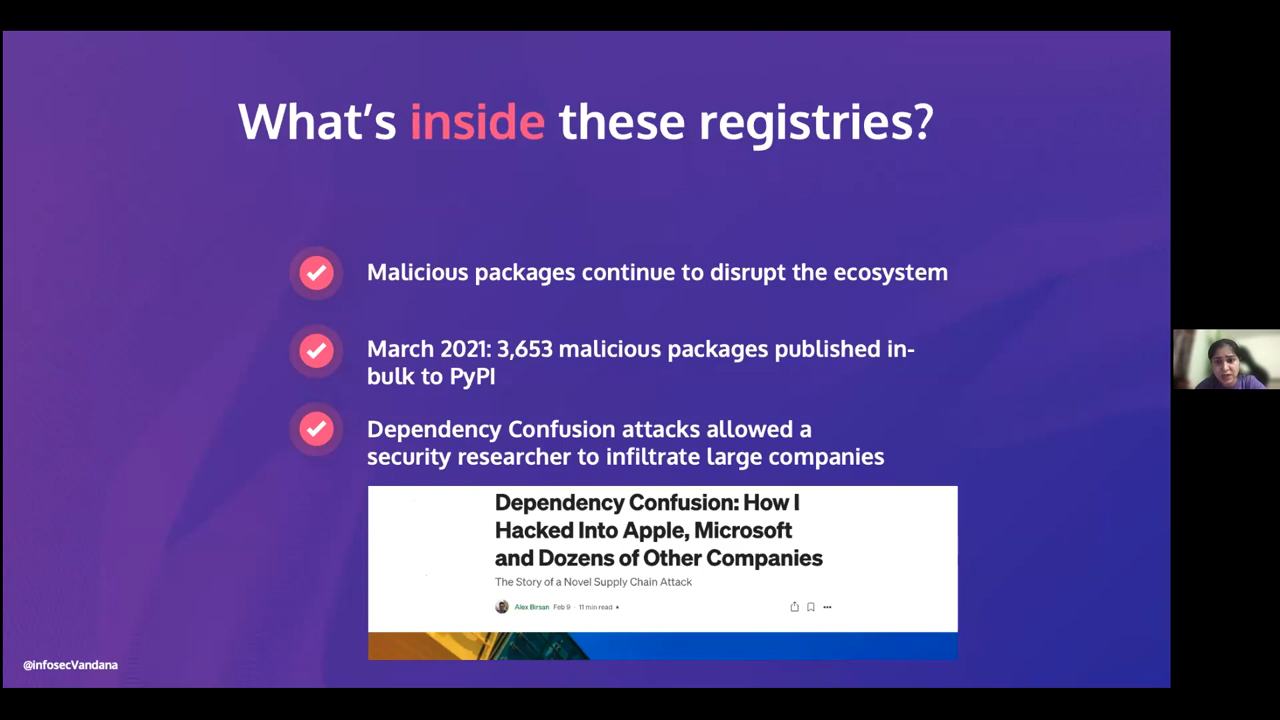 What's inside these registries?
Malicious packages continue to disrupt the ecosystem
March 2021: 3,653 malicious packages published in-
bulk to PyPI
Dependency Confusion attacks allowed a
security researcher to infiltrate large companies
Dependency Confusion: How I
Hacked Into Apple, Microsoft
and Dozens of Other Companies
The Story of a Novel Supply Chain Attack
Alex Birsan Feb 9 · 11 min read ★
@infosecVandana